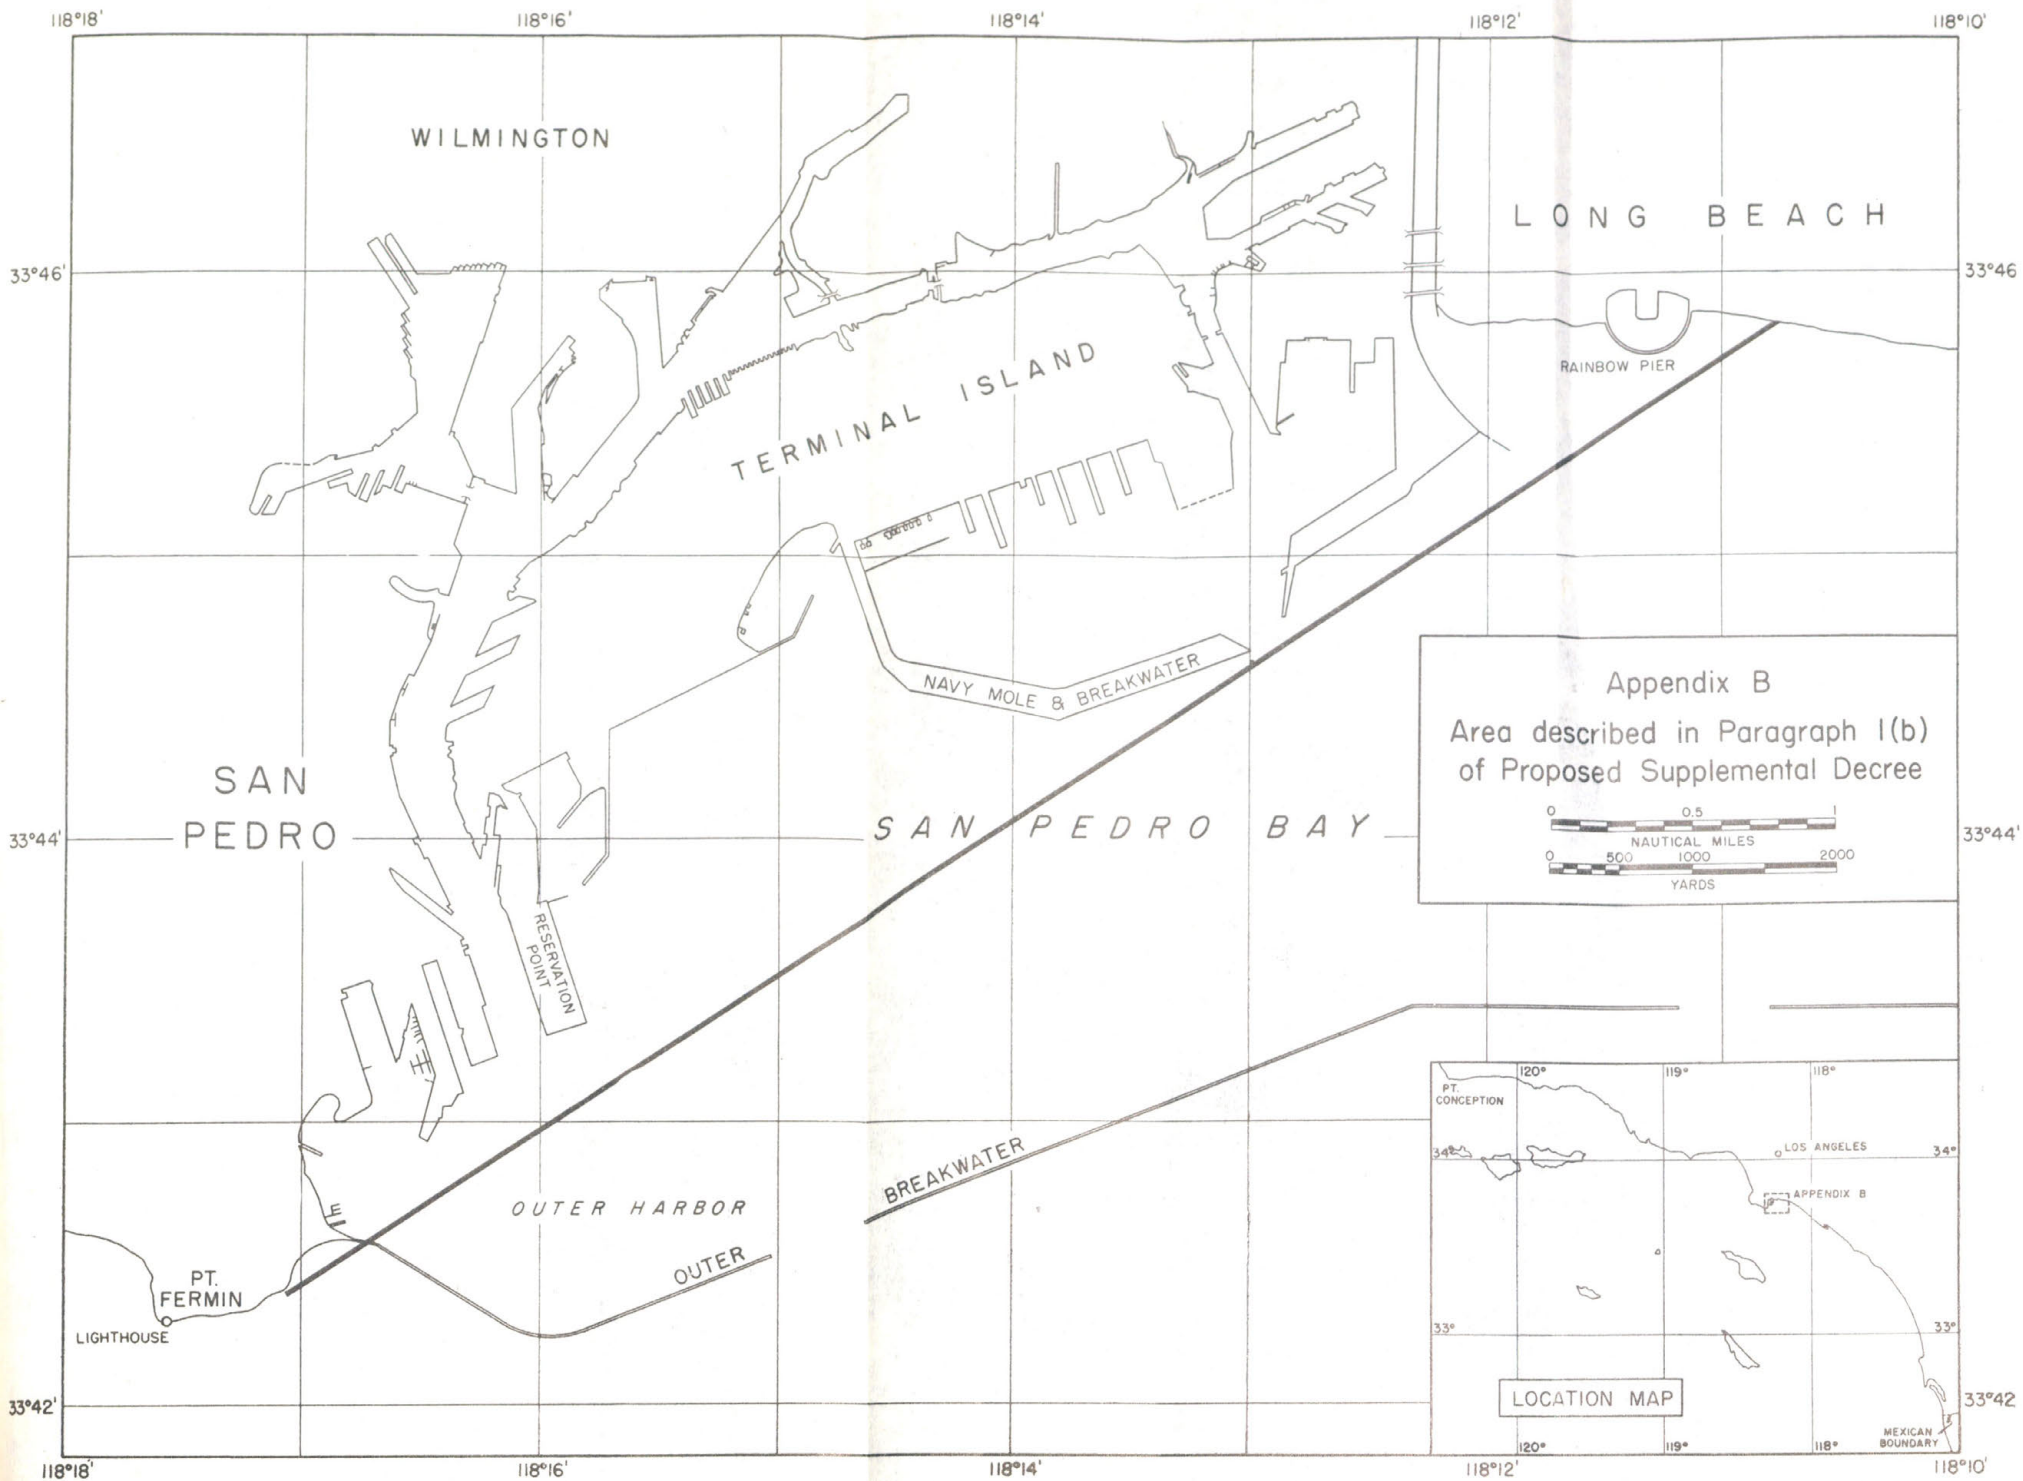 118°18' 118°16' 118°14' 118°12' 118°10'
WILMINGTON
LONG BEACH
33°46' 33°46
RAINBOW PIER
TERMINAL ISLAND
NAVY MOLE & BREAKWATER
Appendix B
Area described in Paragraph I(b)
of Proposed Supplemental Decree
0 0.5 1
NAUTICAL MILES
0 500 1000 2000
YARDS
SAN
PEDRO
33°44' 33°44'
SAN PEDRO BAY
RESERVATION
POINT
OUTER HARBOR
OUTER BREAKWATER
PT.
FERMIN
LIGHTHOUSE
120° 119° 118°
PT.
CONCEPTION
34° 34°
LOS ANGELES
APPENDIX B
33° 33°
LOCATION MAP
MEXICAN
BOUNDARY
120° 119° 118°
33°42' 33°42
118°18' 118°16' 118°14' 118°12' 118°10'